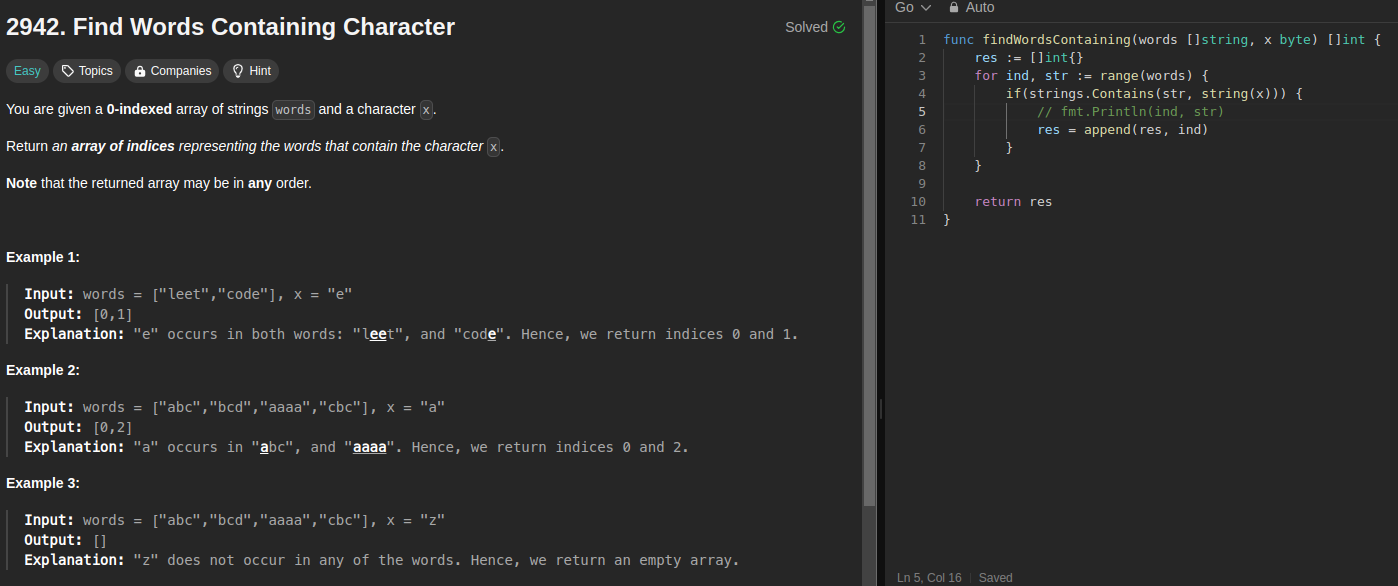 2942. Find Words Containing Character
Solved
Easy Topics Companies Hint
You are given a 0-indexed array of strings words and a character x.
Return an array of indices representing the words that contain the character x.
Note that the returned array may be in any order.
Example 1:
Input: words = ["leet","code"], x = "e"
Output: [0,1]
Explanation: "e" occurs in both words: "leet", and "code". Hence, we return indices 0 and 1.
Example 2:
Input: words = ["abc","bcd","aaaa","cbc"], x = "a"
Output: [0,2]
Explanation: "a" occurs in "abc", and "aaaa". Hence, we return indices 0 and 2.
Example 3:
Input: words = ["abc","bcd","aaaa","cbc"], x = "z"
Output: []
Explanation: "z" does not occur in any of the words. Hence, we return an empty array.
Go Auto
1 func findWordsContaining(words []string, x byte) []int {
2     res := []int{}
3     for ind, str := range(words) {
4         if(strings.Contains(str, string(x))) {
5             // fmt.Println(ind, str)
6             res = append(res, ind)
7         }
8     }
9
10     return res
11 }
Ln 5, Col 16 Saved